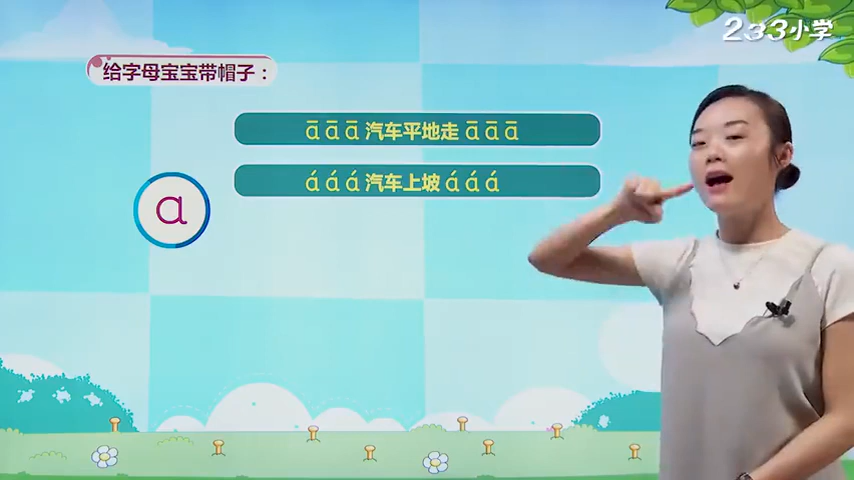 233小学
给字母宝宝带帽子：
ā ā ā 汽车平地走 ā ā ā
á á á 汽车上坡 á á á
ɑ